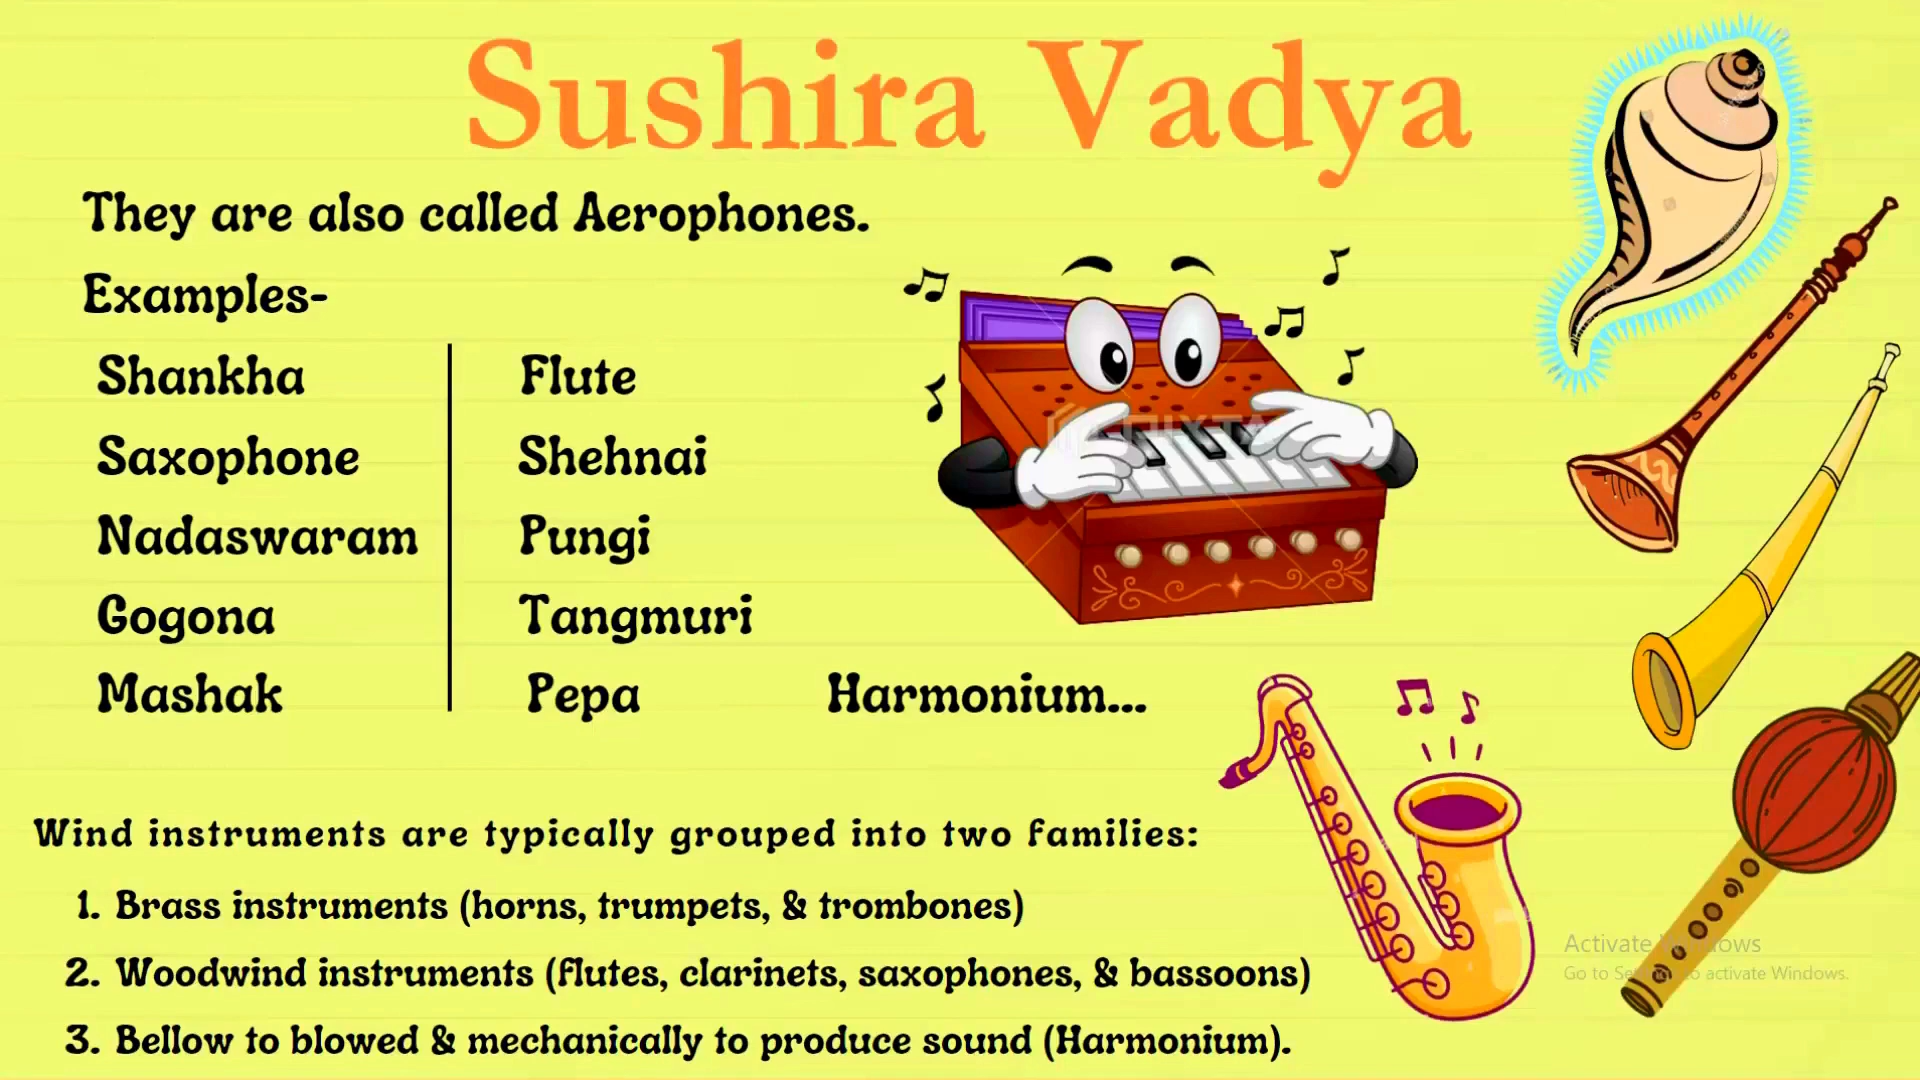 Sushira Vadya
They are also called Aerophones.
Examples-
Shankha
Saxophone
Nadaswaram
Gogona
Mashak
Flute
Shehnai
Pungi
Tangmuri
Pepa
Harmonium...
Wind instruments are typically grouped into two families:
1. Brass instruments (horns, trumpets, & trombones)
2. Woodwind instruments (flutes, clarinets, saxophones, & bassoons)
3. Bellow to blowed & mechanically to produce sound (Harmonium).
Activate
Go to activate Windows.